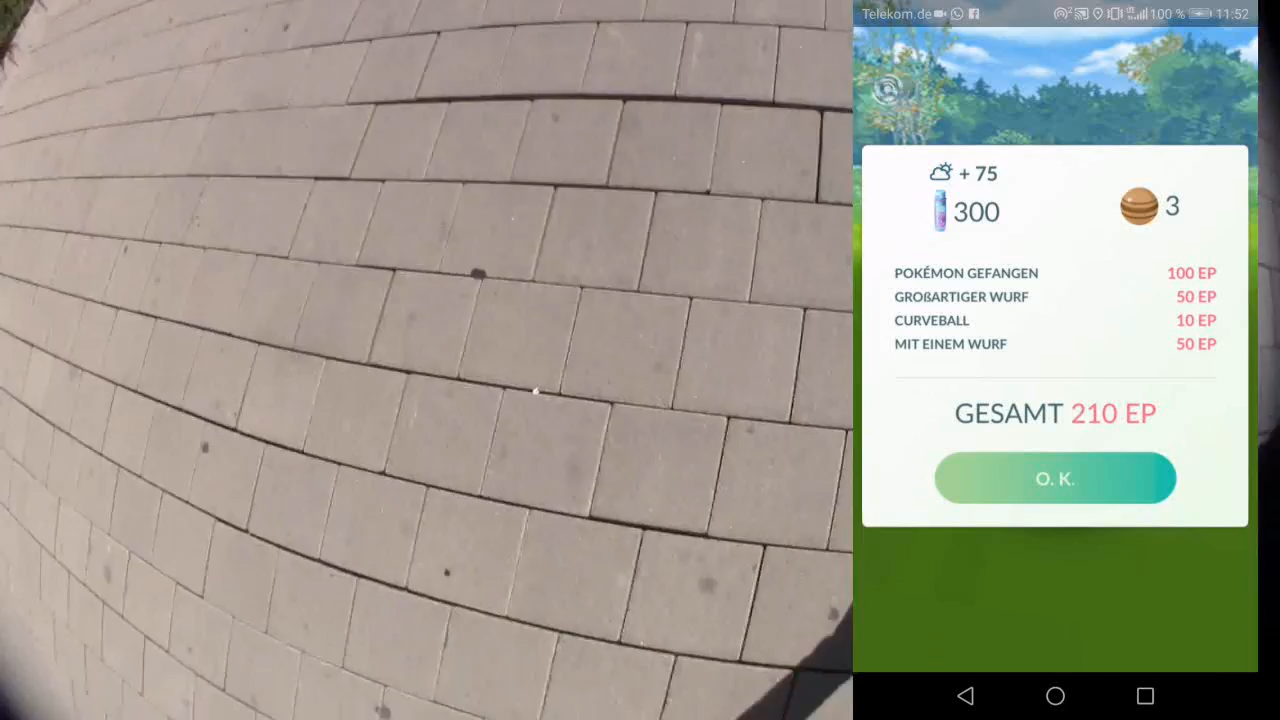 Telekom.de 100 % 11:52
+ 75
300
3
POKÉMON GEFANGEN 100 EP
GROẞARTIGER WURF 50 EP
CURVEBALL 10 EP
MIT EINEM WURF 50 EP
GESAMT 210 EP
O. K.